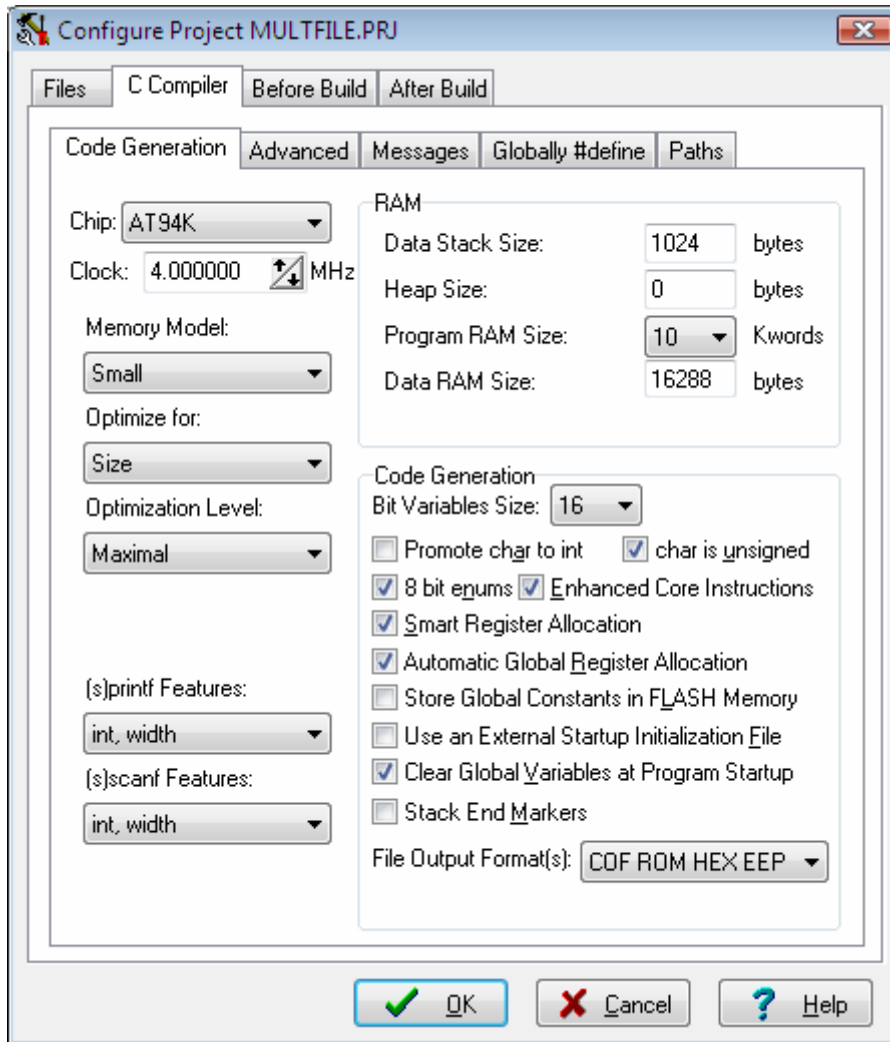 Configure Project MULTFILE.PRJ
Files C Compiler Before Build After Build
Code Generation Advanced Messages Globally #define Paths
Chip: AT94K
Clock: 4.000000 MHz
Memory Model:
Small
Optimize for:
Size
Optimization Level:
Maximal
(s)printf Features:
int, width
(s)scanf Features:
int, width
RAM
Data Stack Size: 1024 bytes
Heap Size: 0 bytes
Program RAM Size: 10 Kwords
Data RAM Size: 16288 bytes
Code Generation
Bit Variables Size: 16
Promote char to int char is unsigned
8 bit enums Enhanced Core Instructions
Smart Register Allocation
Automatic Global Register Allocation
Store Global Constants in FLASH Memory
Use an External Startup Initialization File
Clear Global Variables at Program Startup
Stack End Markers
File Output Format(s): COF ROM HEX EEP
OK Cancel Help